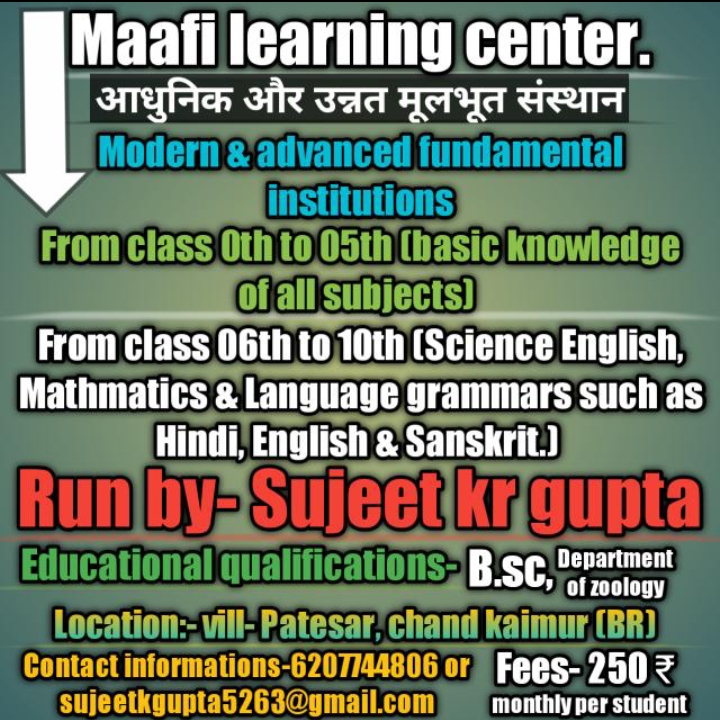 Maafi learning center.
आधुनिक और उन्नत मूलभूत संस्थान
Modern & advanced fundamental
institutions
From class 0th to 05th (basic knowledge
of all subjects)
From class 06th to 10th (Science English,
Mathmatics & Language grammars such as
Hindi, English & Sanskrit.)
Run by- Sujeet kr gupta
Educational qualifications- B.sc, Department
of zoology
Location:- vill- Patesar, chand kaimur (BR)
Contact informations-6207744806 or
sujeetkgupta5263@gmail.com
Fees- 250 ₹
monthly per student